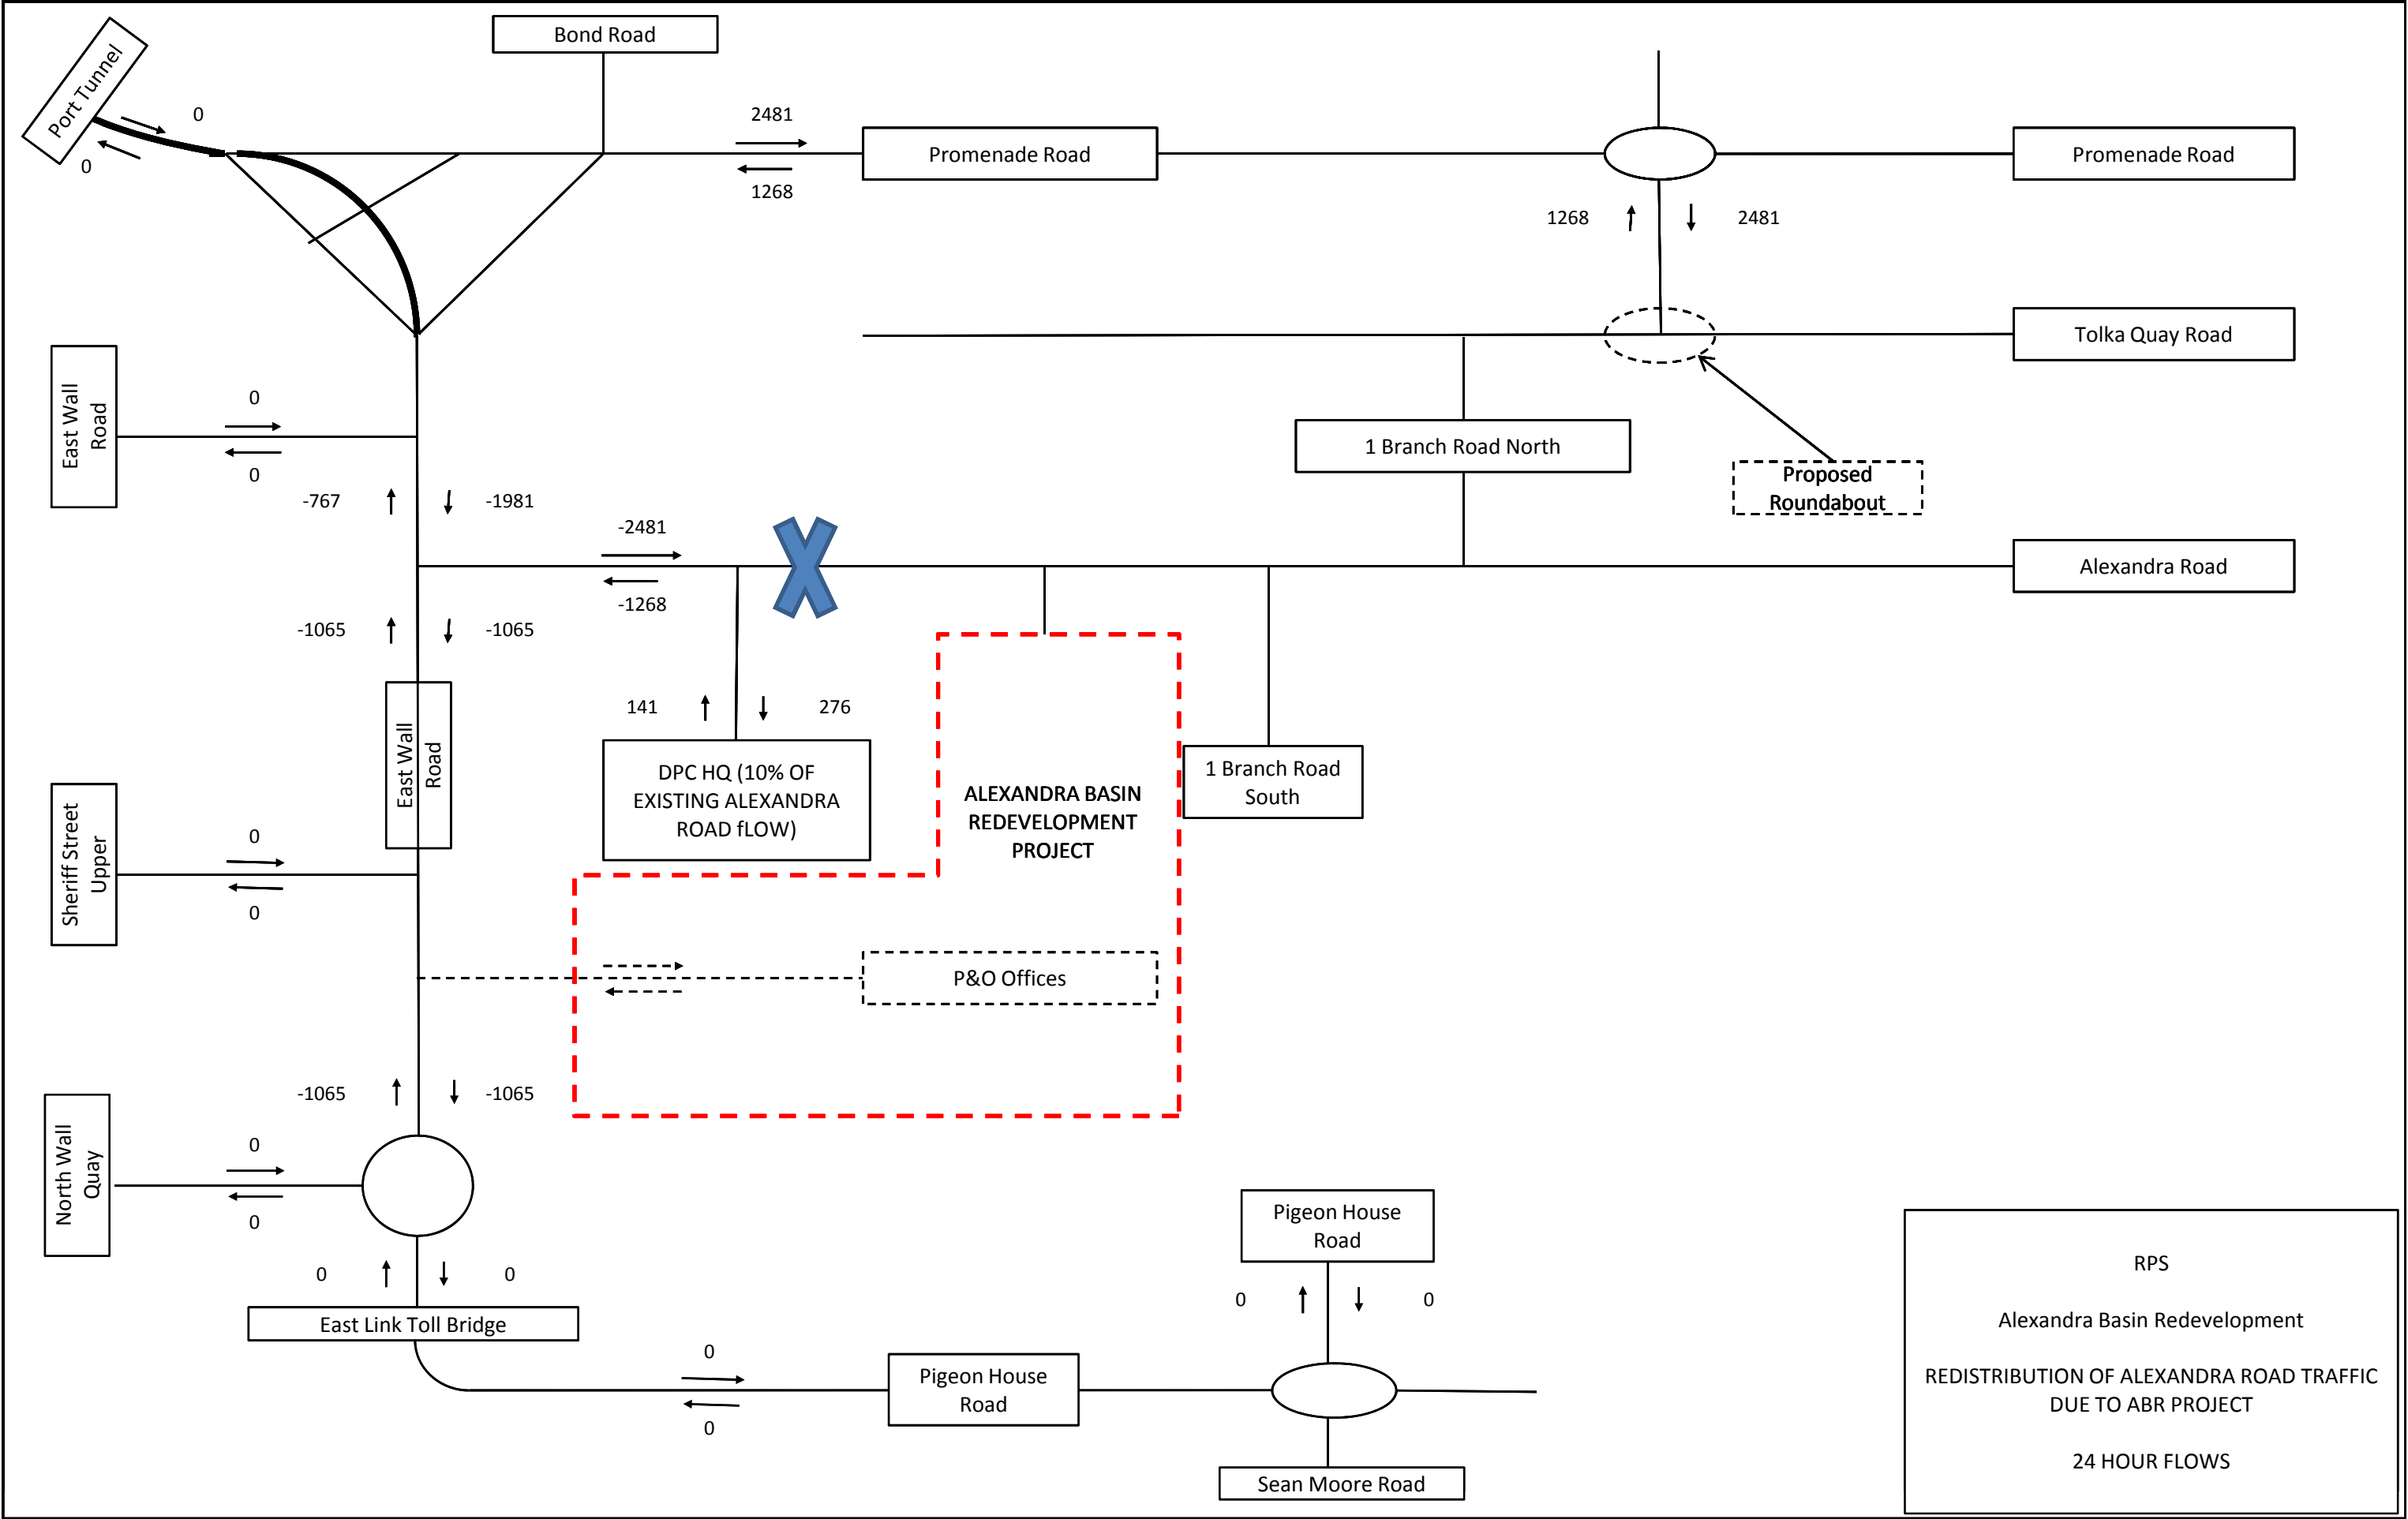 Bond Road
Port Tunnel
0
0
2481
1268
Promenade Road
Promenade Road
1268
2481
Tolka Quay Road
East Wall
Road
0
0
1 Branch Road North
Proposed
Roundabout
-767
-1981
-2481
-1268
Alexandra Road
-1065
-1065
East Wall
Road
141
276
DPC HQ (10% OF
EXISTING ALEXANDRA
ROAD fLOW)
ALEXANDRA BASIN
REDEVELOPMENT
PROJECT
1 Branch Road
South
Sheriff Street
Upper
0
0
P&O Offices
-1065
-1065
North Wall
Quay
0
0
0
0
East Link Toll Bridge
0
0
Pigeon House
Road
Pigeon House
Road
0
0
Sean Moore Road
RPS
Alexandra Basin Redevelopment
REDISTRIBUTION OF ALEXANDRA ROAD TRAFFIC
DUE TO ABR PROJECT
24 HOUR FLOWS